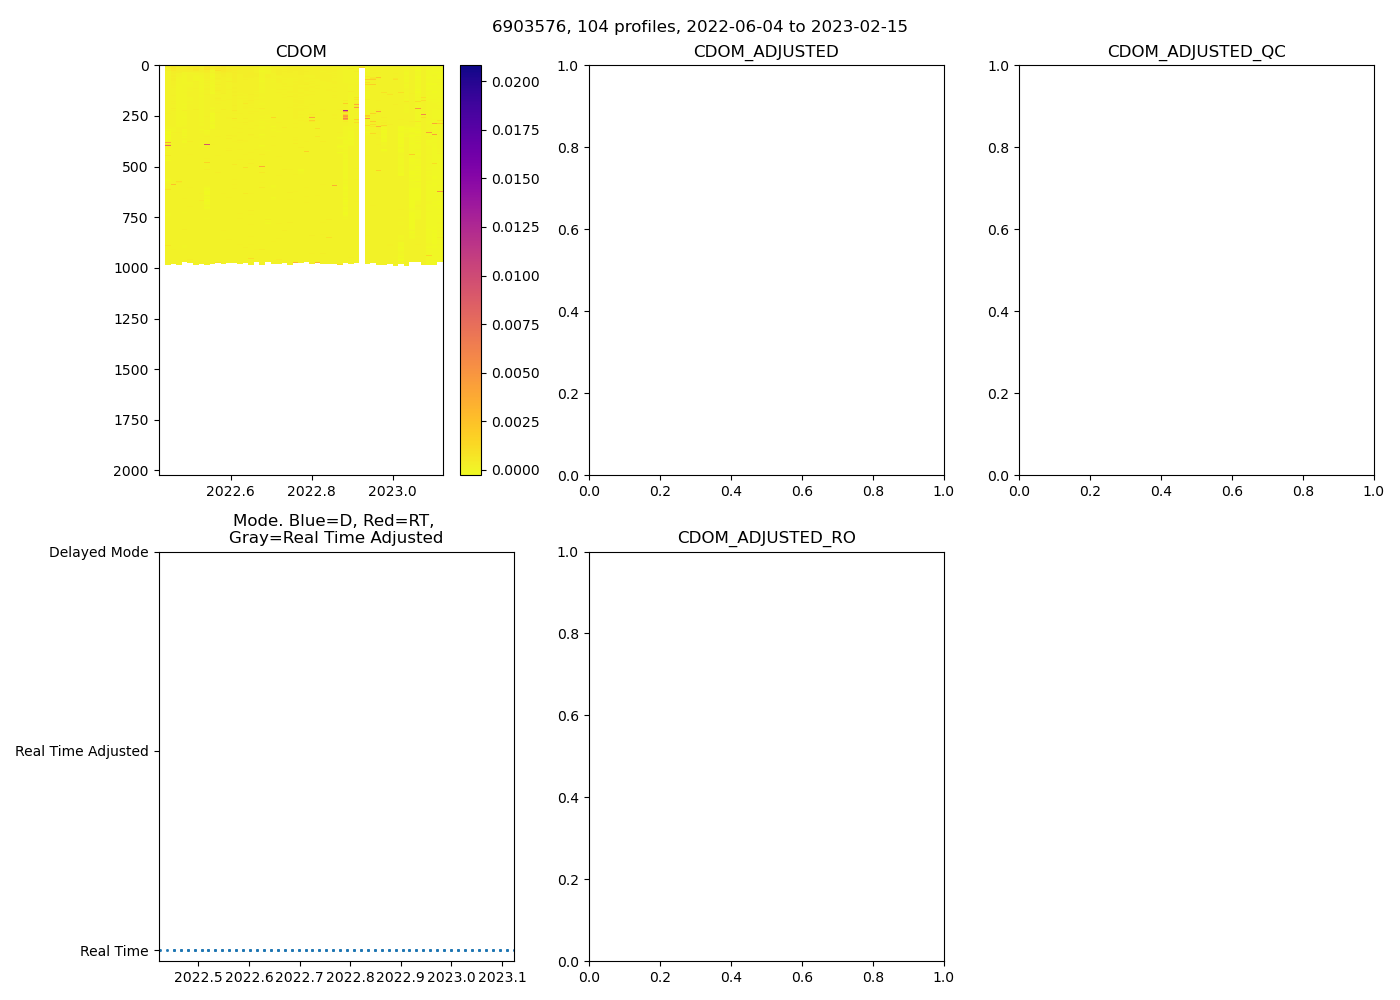 6903576, 104 profiles, 2022-06-04 to 2023-02-15
CDOM
0
250
500
750
1000
1250
1500
1750
2000
2022.6 2022.8 2023.0
0.0200
0.0175
0.0150
0.0125
0.0100
0.0075
0.0050
0.0025
0.0000
CDOM_ADJUSTED
1.0
0.8
0.6
0.4
0.2
0.0
0.0 0.2 0.4 0.6 0.8 1.0
CDOM_ADJUSTED_QC
1.0
0.8
0.6
0.4
0.2
0.0
0.0 0.2 0.4 0.6 0.8 1.0
Mode. Blue=D, Red=RT,
Gray=Real Time Adjusted
Delayed Mode
Real Time Adjusted
Real Time
2022.5 2022.6 2022.7 2022.8 2022.9 2023.0 2023.1
CDOM_ADJUSTED_RO
1.0
0.8
0.6
0.4
0.2
0.0
0.0 0.2 0.4 0.6 0.8 1.0